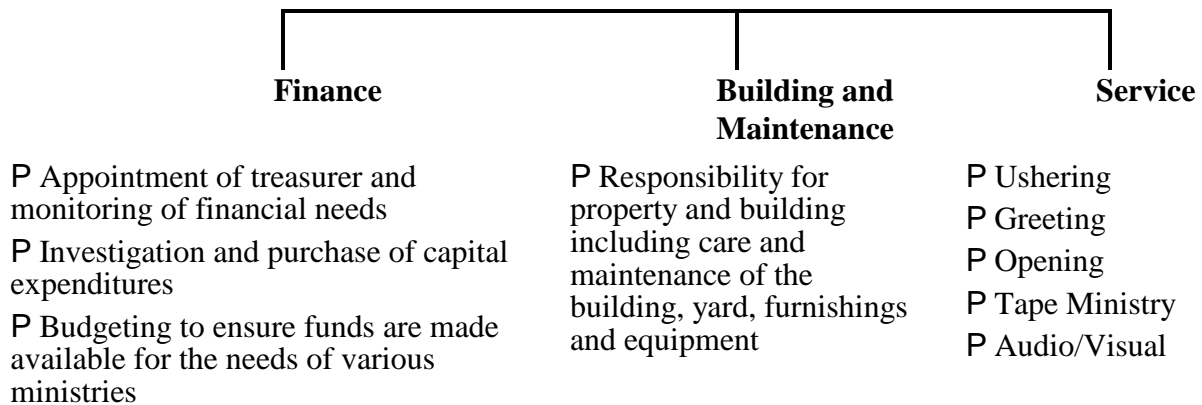 Finance
P Appointment of treasurer and
monitoring of financial needs
P Investigation and purchase of capital
expenditures
P Budgeting to ensure funds are made
available for the needs of various
ministries
Building and
Maintenance
P Responsibility for
property and building
including care and
maintenance of the
building, yard, furnishings
and equipment
Service
P Ushering
P Greeting
P Opening
P Tape Ministry
P Audio/Visual